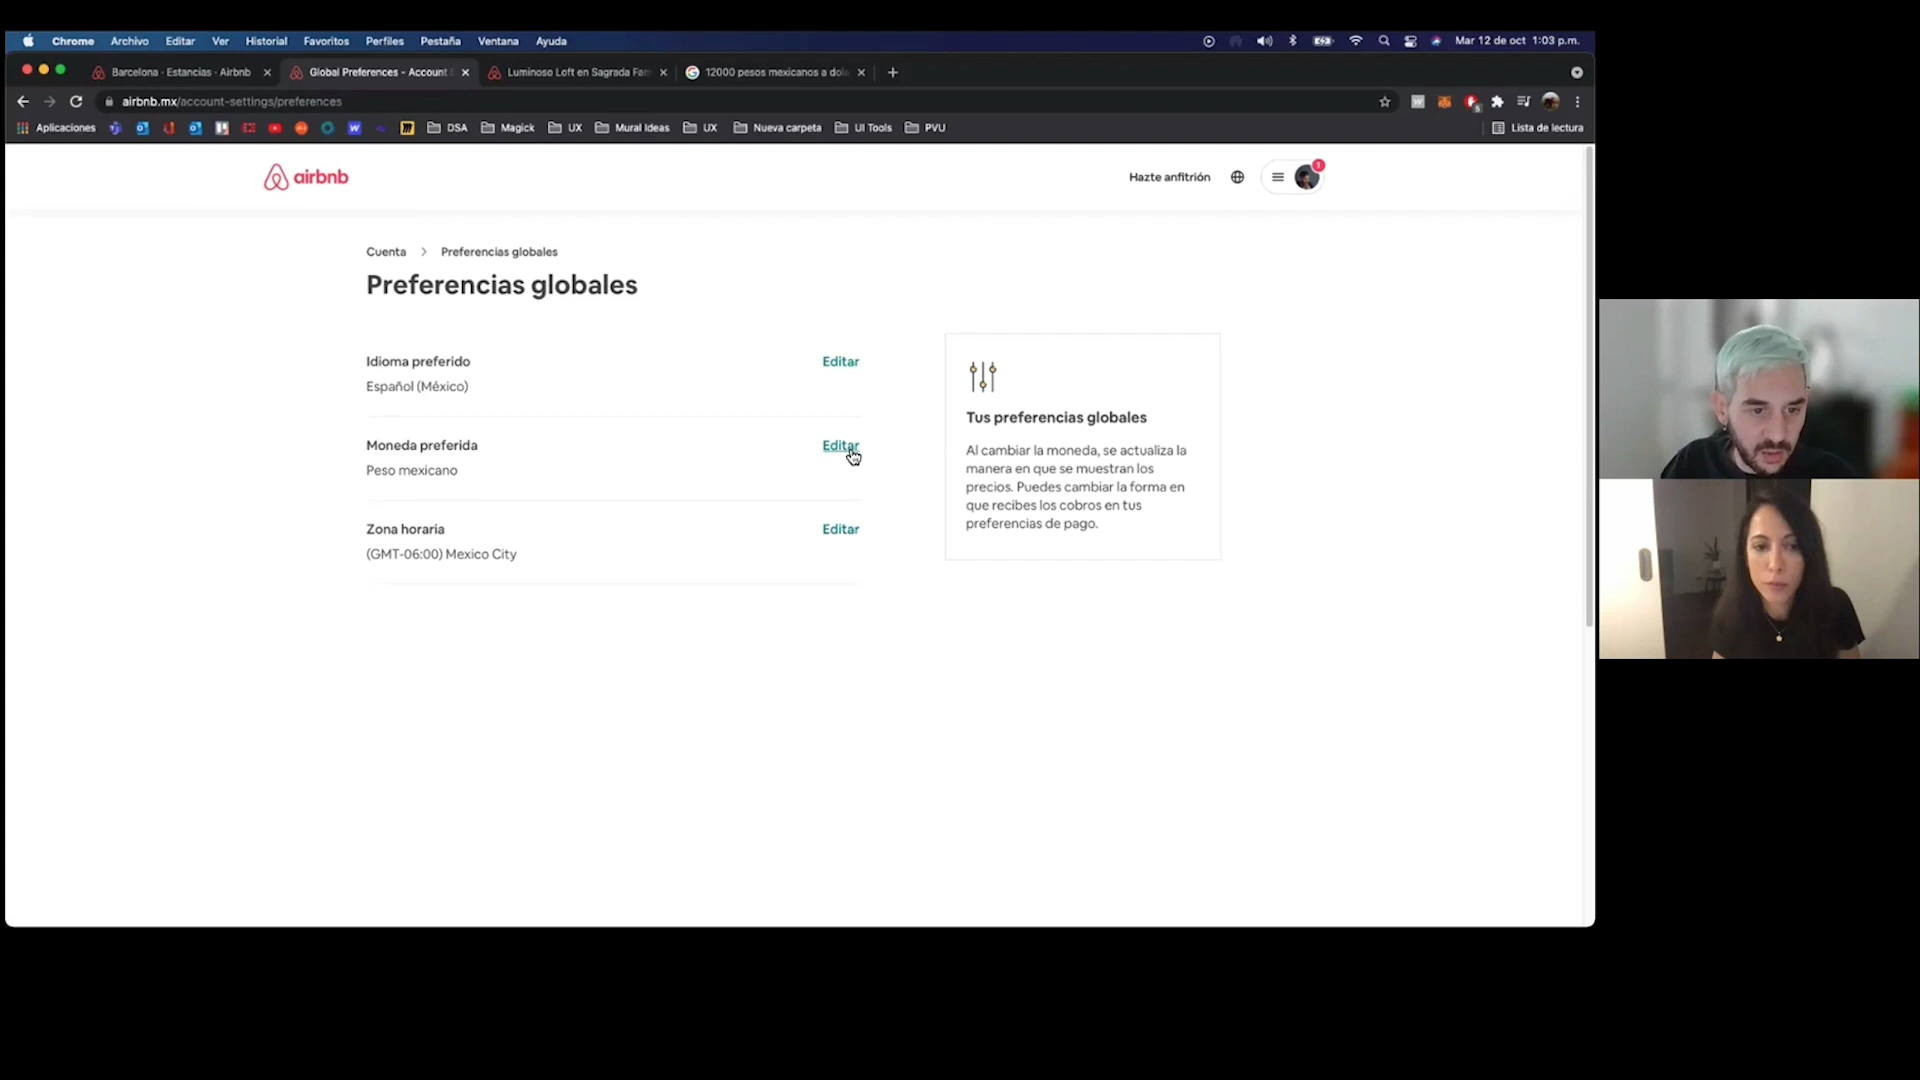 Chrome Archivo Editar Ver Historial Favoritos Perfiles Pestaña Ventana Ayuda Mar 12 de oct 1:03 p.m.
Barcelona · Estancias · Airbnb Global Preferences - Account Luminoso Loft en Sagrada Fam 12000 pesos mexicanos a dola
airbnb.mx/account-settings/preferences
Aplicaciones DSA Magick UX Mural Ideas UX Nueva carpeta UI Tools PVU Lista de lectura
airbnb Hazte anfitrión 1
Cuenta > Preferencias globales
Preferencias globales
Idioma preferido Editar
Español (México)
Moneda preferida Editar
Peso mexicano
Zona horaria Editar
(GMT-06:00) Mexico City
Tus preferencias globales
Al cambiar la moneda, se actualiza la
manera en que se muestran los
precios. Puedes cambiar la forma en
que recibes los cobros en tus
preferencias de pago.